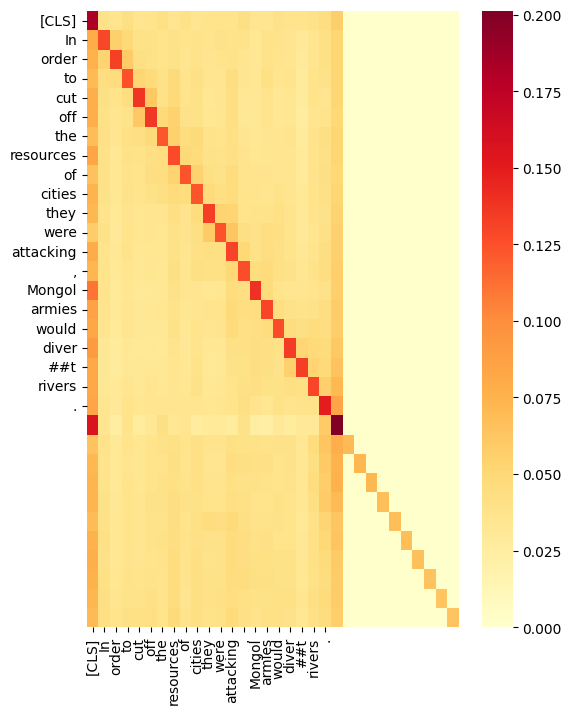 [CLS]
In
order
to
cut
off
the
resources
of
cities
they
were
attacking
,
Mongol
armies
would
diver
##t
rivers
.
0.200
0.175
0.150
0.125
0.100
0.075
0.050
0.025
0.000
[CLS]
In
order
to
cut
off
the
resources
of
cities
they
were
attacking
,
Mongol
armies
would
diver
##t
rivers
.